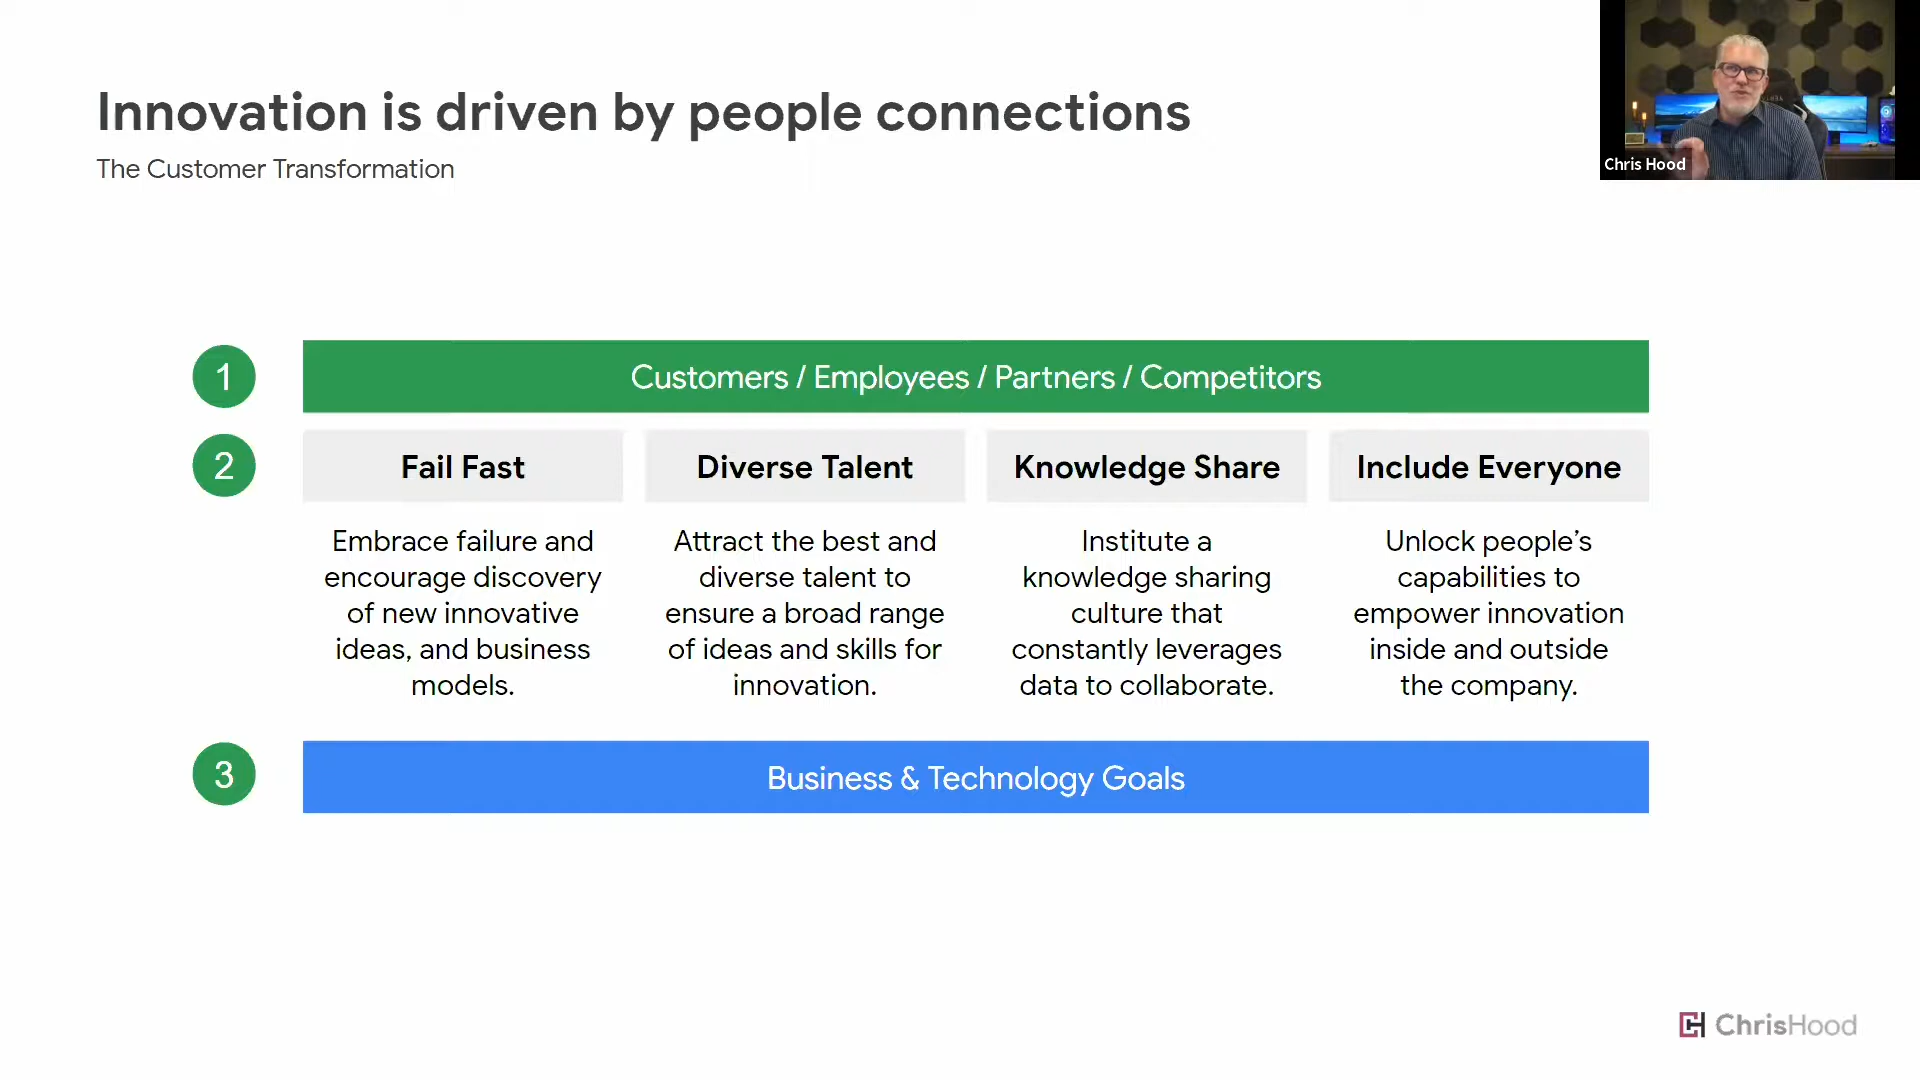 Innovation is driven by people connections
The Customer Transformation
Chris Hood
1
Customers / Employees / Partners / Competitors
2
Fail Fast
Diverse Talent
Knowledge Share
Include Everyone
Embrace failure and
encourage discovery
of new innovative
ideas, and business
models.
Attract the best and
diverse talent to
ensure a broad range
of ideas and skills for
innovation.
Institute a
knowledge sharing
culture that
constantly leverages
data to collaborate.
Unlock people’s
capabilities to
empower innovation
inside and outside
the company.
3
Business & Technology Goals
CH ChrisHood